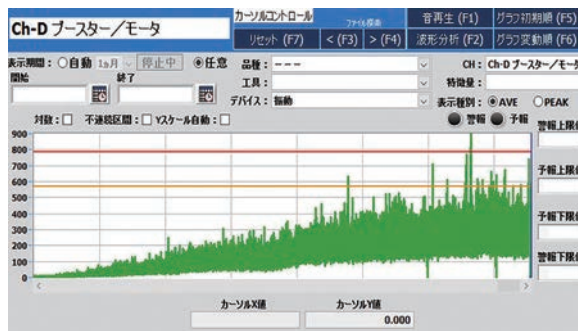 Ch-D ブースター／モータ
カーソルコントロール
ファイル検索
音再生 (F1) グラフ初期順 (F5)
リセット (F7) < (F3) > (F4) 波形分析 (F2) グラフ変動順 (F6)
表示期間： 自動 1ヵ月 停止中 任意 品種： --- CH： Ch-D ブースター／モータ
開始 終了 工具： 特徴量：
デバイス： 振動 表示種別： AVE PEAK
対数： 不連続区間： Yスケール自動： 警報 予報 警報上限値
900
800
700 予報上限値
600
500
400 予報下限値
300
200
100 警報下限値
0
カーソルX値 カーソルY値
0.000